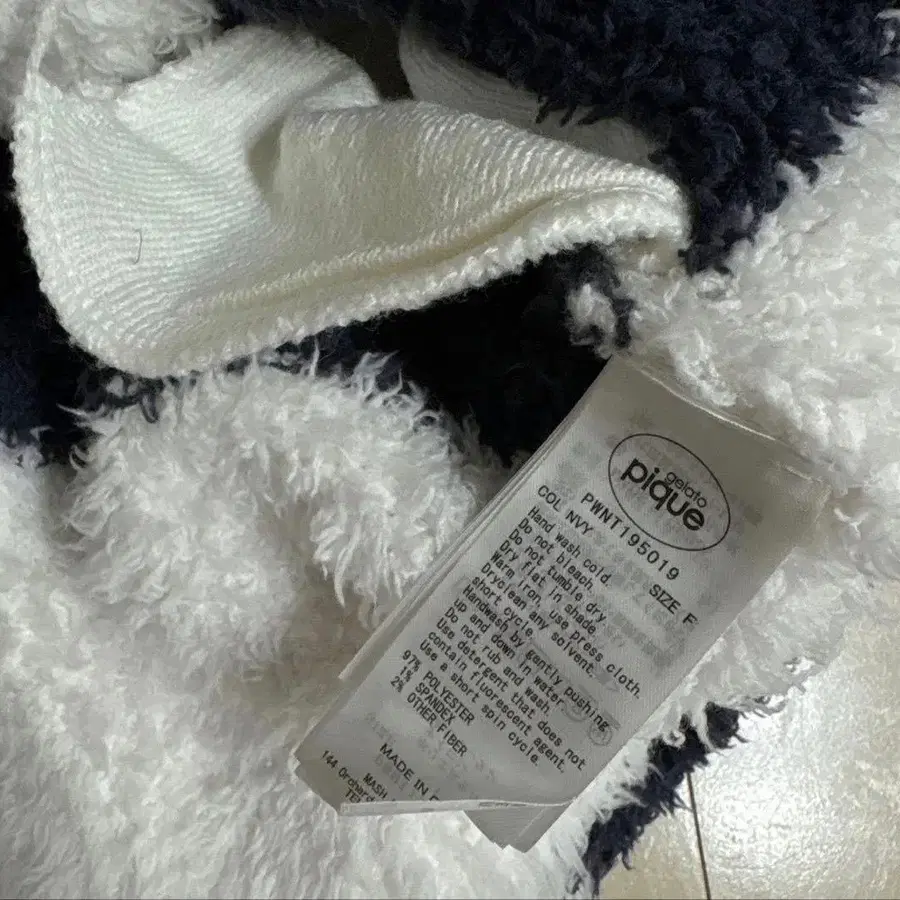 gelato
pique
PWNT195019
COL NVY SIZE F
Hand wash cold.
Do not bleach.
Do not tumble dry.
Dry flat in shade.
Warm iron, use press cloth.
Dryclean any solvent.
short cycle.
Handwash by gently pushing
up and down in water.
Do not rub and wash.
Use detergent that does not
contain fluorescent agent.
Use a short spin cycle.
97% POLYESTER
1% SPANDEX
2% OTHER FIBER
MADE IN
144 Orchard
MASH